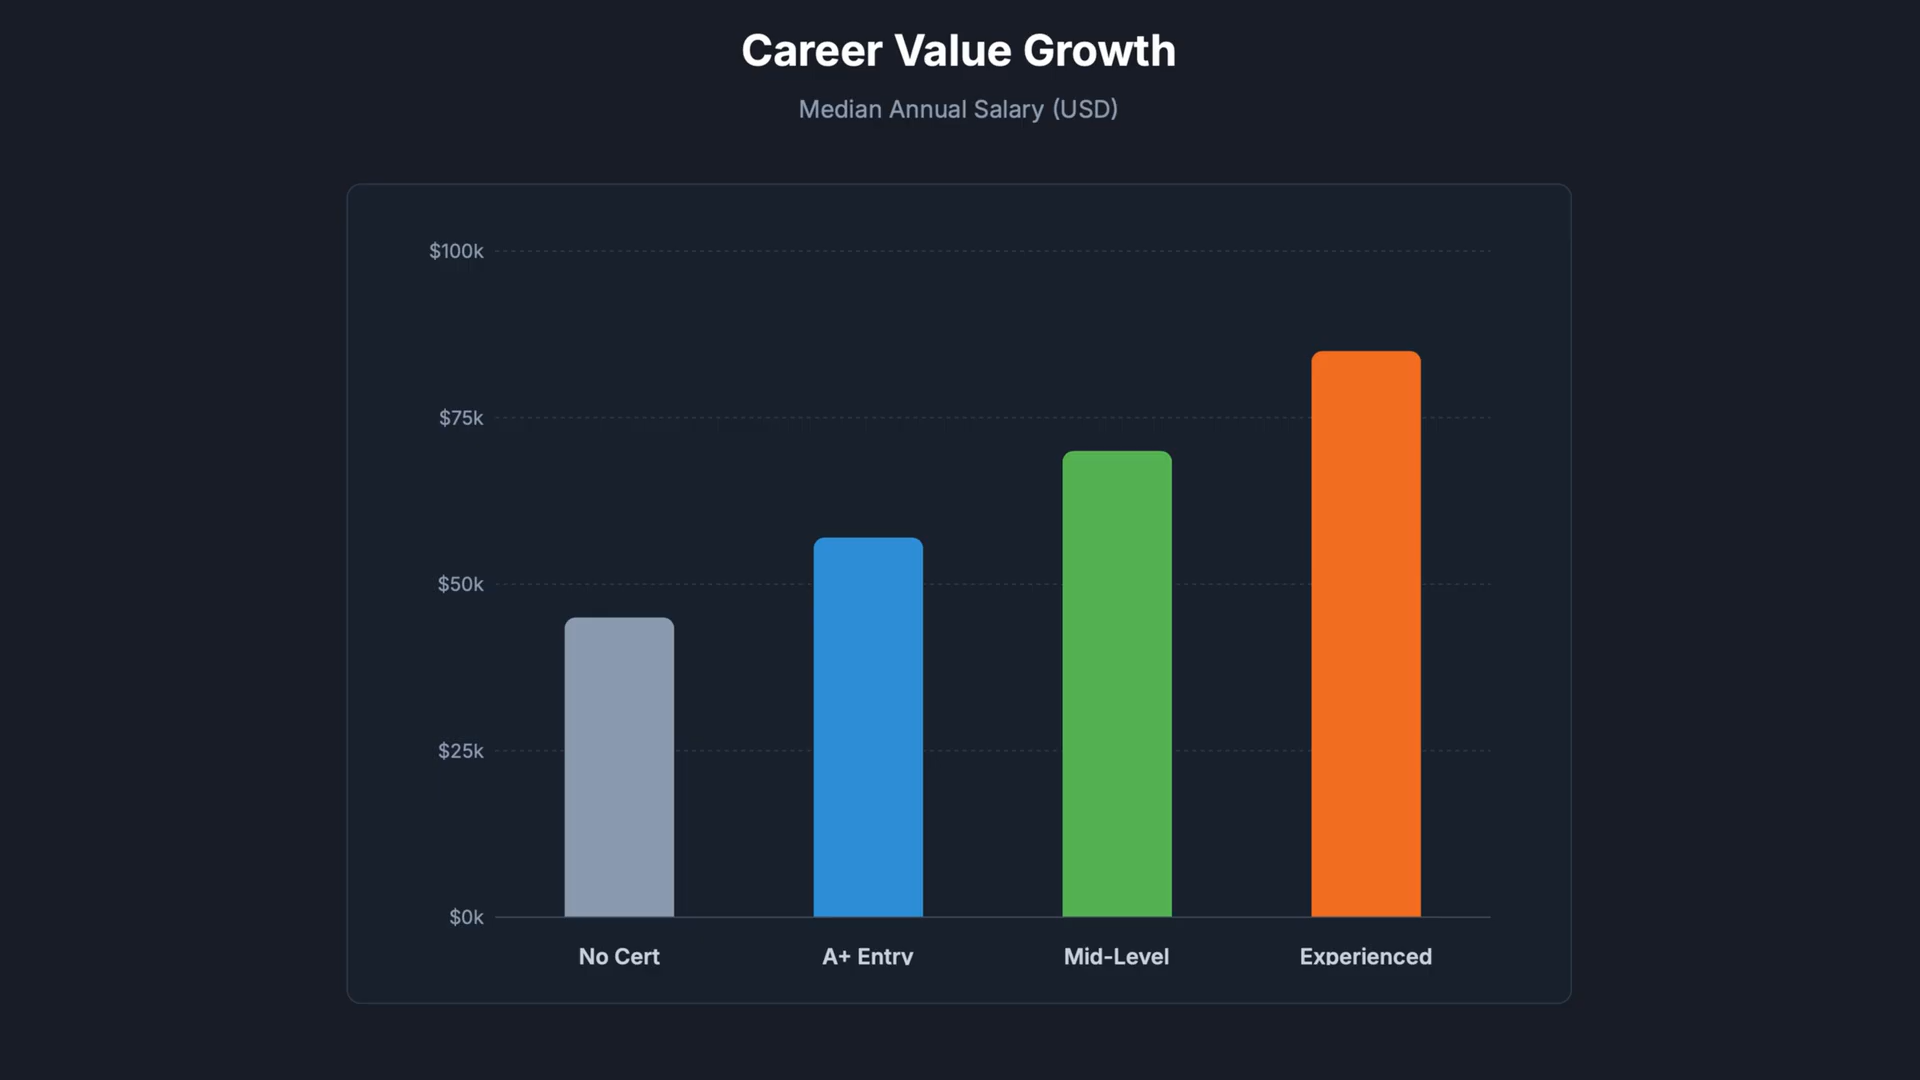 Career Value Growth
Median Annual Salary (USD)
$100k
$75k
$50k
$25k
$0k
No Cert
A+ Entry
Mid-Level
Experienced